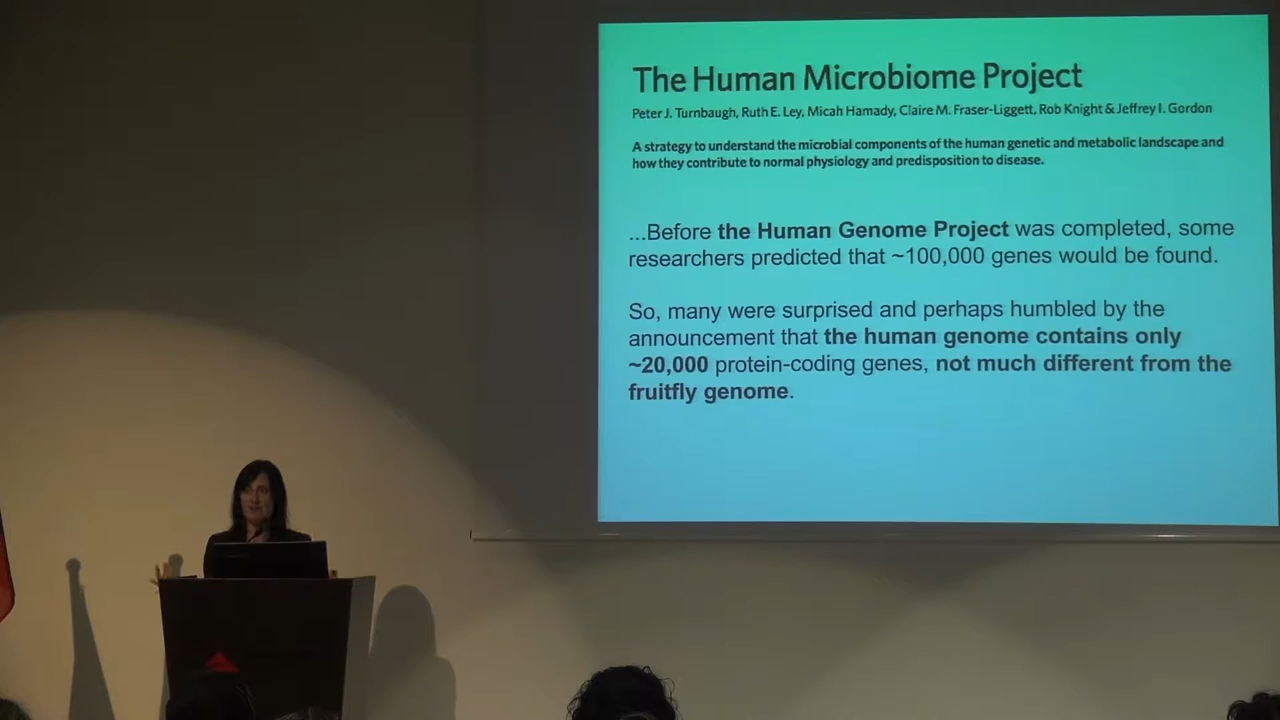 The Human Microbiome Project
Peter J. Turnbaugh, Ruth E. Ley, Micah Hamady, Claire M. Fraser-Liggett, Rob Knight & Jeffrey I. Gordon
A strategy to understand the microbial components of the human genetic and metabolic landscape and
how they contribute to normal physiology and predisposition to disease.
...Before the Human Genome Project was completed, some
researchers predicted that ~100,000 genes would be found.
So, many were surprised and perhaps humbled by the
announcement that the human genome contains only
~20,000 protein-coding genes, not much different from the
fruitfly genome.